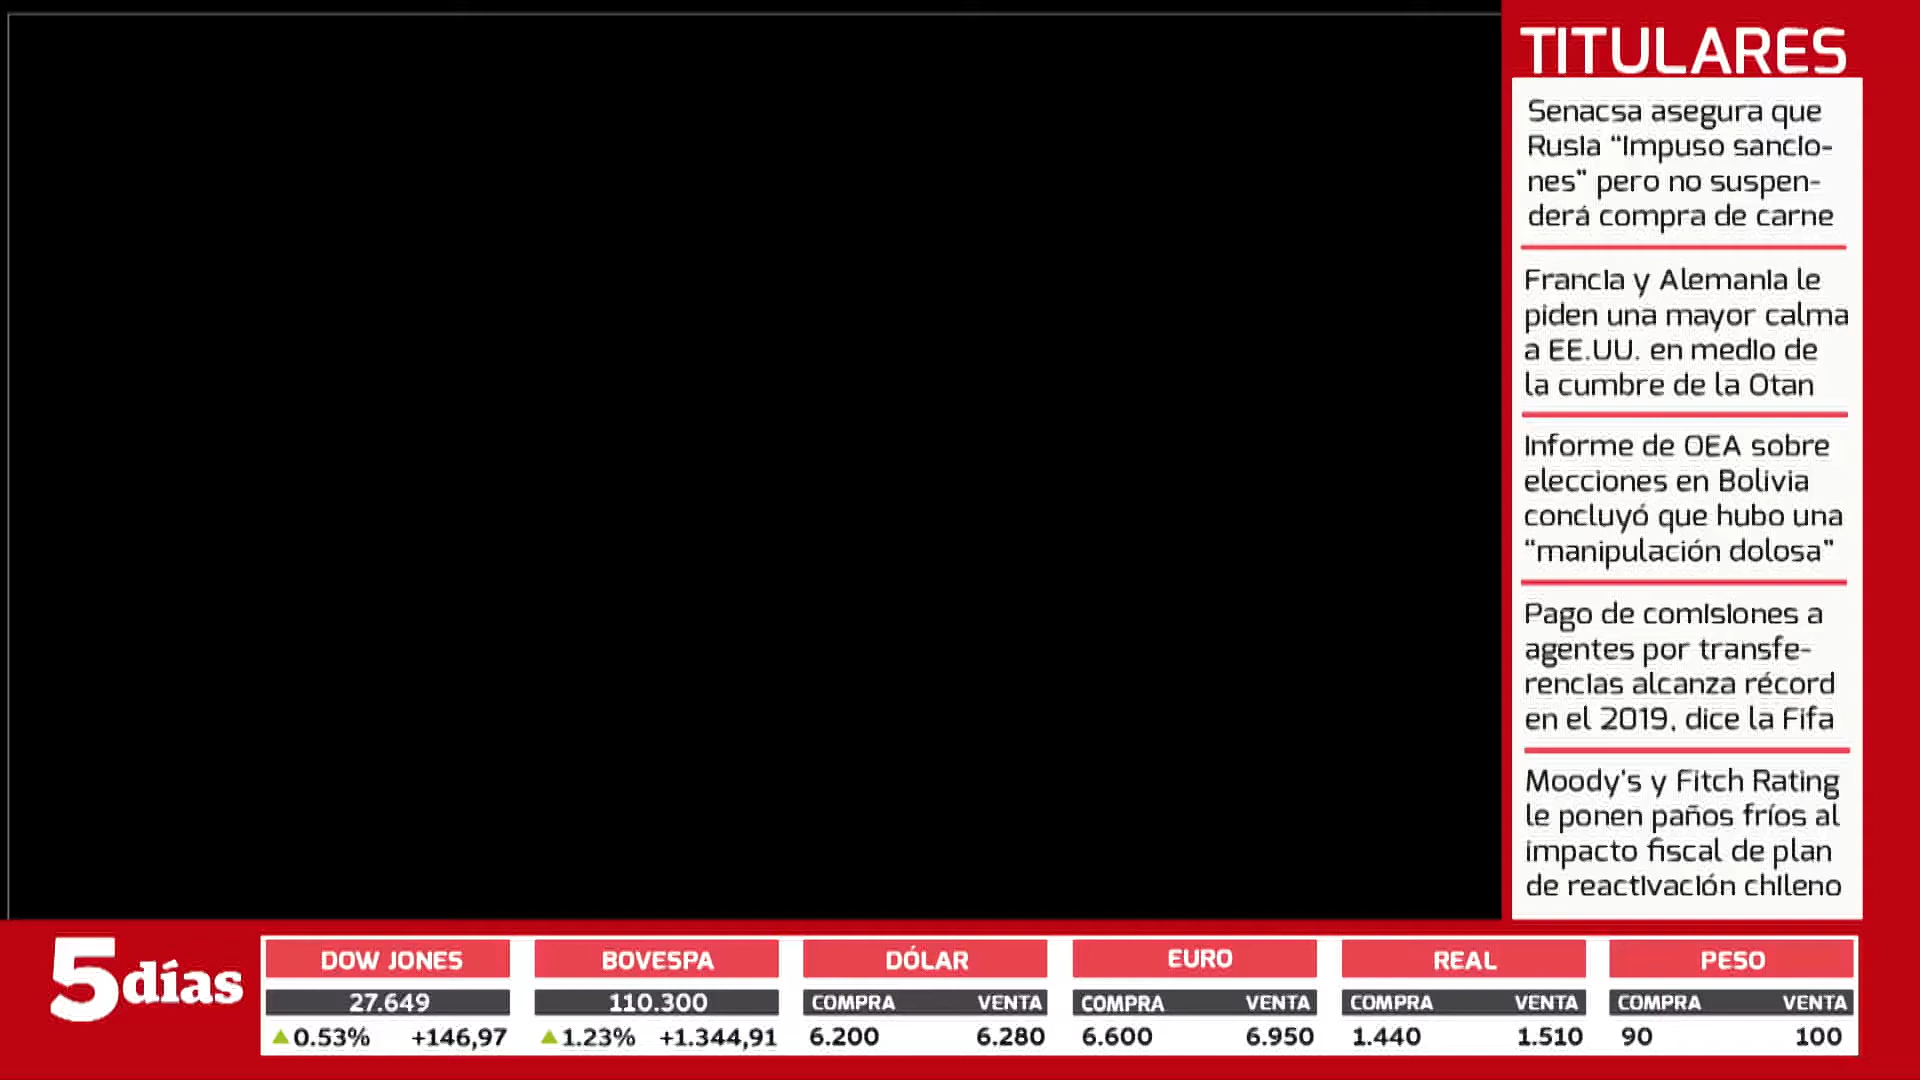 TITULARES
Senacsa asegura que
Rusia “impuso sancio-
nes” pero no suspen-
derá compra de carne
Francia y Alemania le
piden una mayor calma
a EE.UU. en medio de
la cumbre de la Otan
Informe de OEA sobre
elecciones en Bolivia
concluyó que hubo una
“manipulación dolosa”
Pago de comisiones a
agentes por transfe-
rencias alcanza récord
en el 2019, dice la Fifa
Moody's y Fitch Rating
le ponen paños fríos al
impacto fiscal de plan
de reactivación chileno
5días
DOW JONES
27.649
0.53% +146,97
BOVESPA
110.300
1.23% +1.344,91
DÓLAR
COMPRA VENTA
6.200 6.280
EURO
COMPRA VENTA
6.600 6.950
REAL
COMPRA VENTA
1.440 1.510
PESO
COMPRA VENTA
90 100